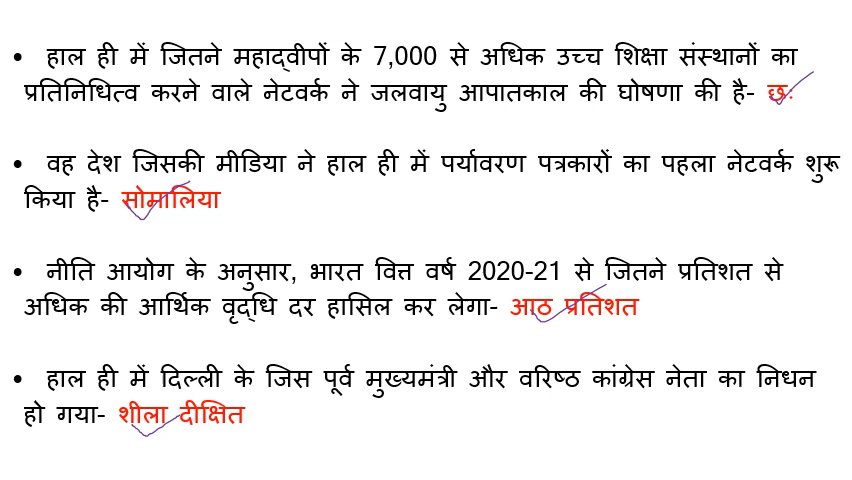 • हाल ही में जितने महाद्वीपों के 7,000 से अधिक उच्च शिक्षा संस्थानों का
प्रतिनिधित्व करने वाले नेटवर्क ने जलवायु आपातकाल की घोषणा की है- छः
• वह देश जिसकी मीडिया ने हाल ही में पर्यावरण पत्रकारों का पहला नेटवर्क शुरू
किया है- सोमालिया
• नीति आयोग के अनुसार, भारत वित्त वर्ष 2020-21 से जितने प्रतिशत से
अधिक की आर्थिक वृद्धि दर हासिल कर लेगा- आठ प्रतिशत
• हाल ही में दिल्ली के जिस पूर्व मुख्यमंत्री और वरिष्ठ कांग्रेस नेता का निधन
हो गया- शीला दीक्षित